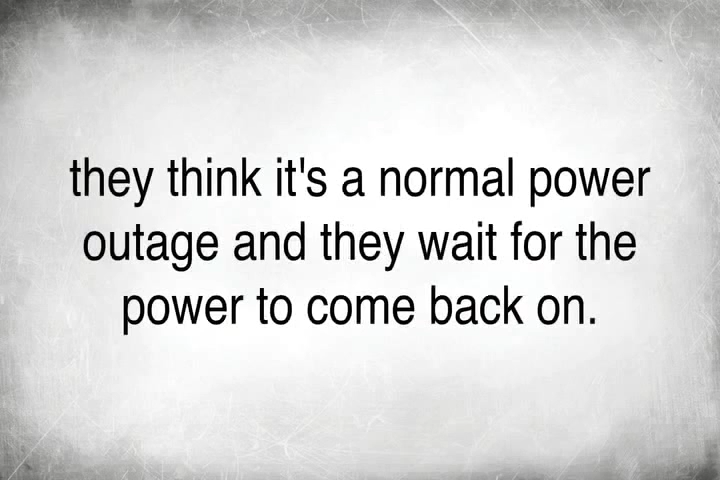 they think it's a normal power
outage and they wait for the
power to come back on.